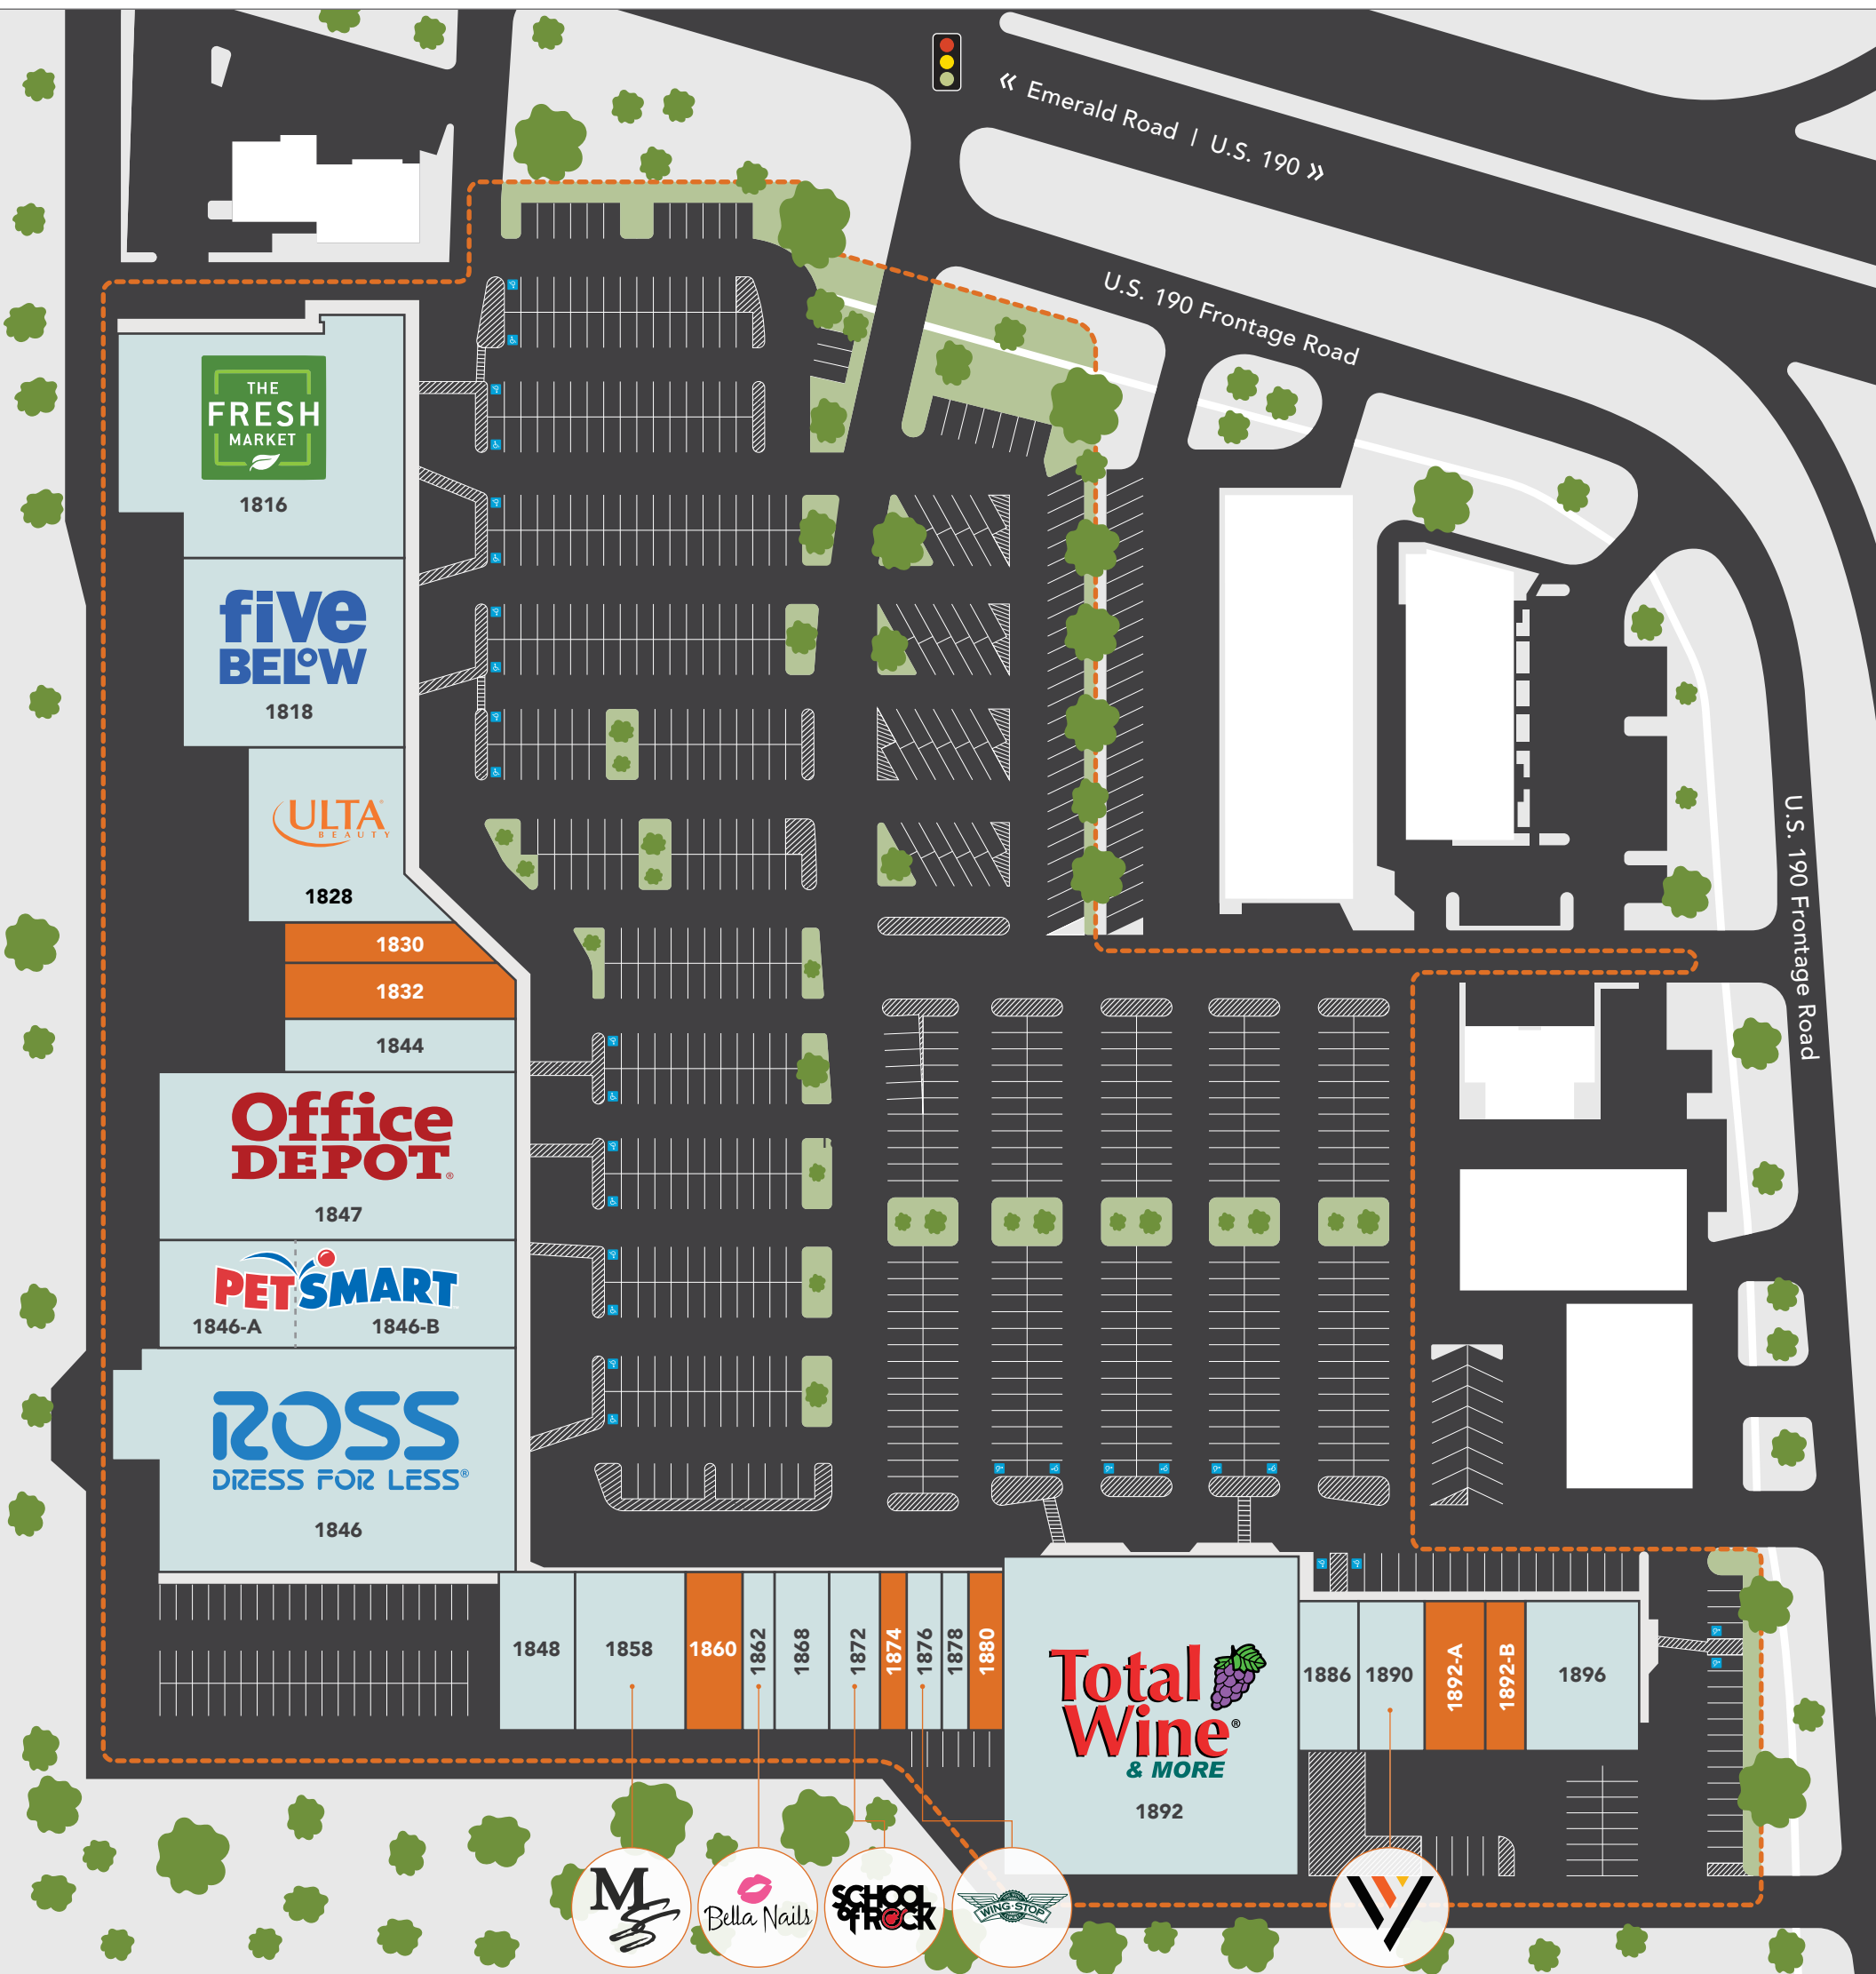 « Emerald Road | U.S. 190 »
U.S. 190 Frontage Road
U.S. 190 Frontage Road
THE
FRESH
MARKET
1816
five
BELOW
1818
ULTA
BEAUTY
1828
1830
1832
1844
Office
DEPOT®
1847
PETSMART
1846-A
1846-B
ROSS
DRESS FOR LESS®
1846
1848
1858
1860
1862
1868
1872
1874
1876
1878
1880
Total
Wine®
& MORE
1892
1886
1890
1892-A
1892-B
1896
M
Bella Nails
SCHOOL
of ROCK
WING·STOP